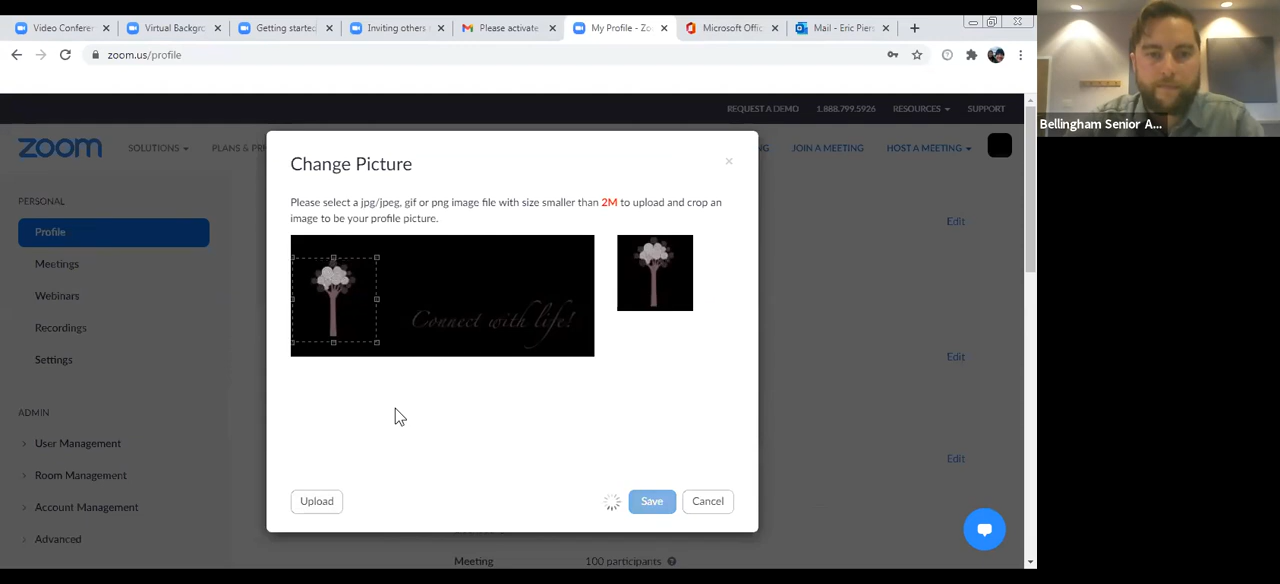 Video Conferen
Virtual Backgro
Getting started
Inviting others
Please activate
My Profile - Zo
Microsoft Offic
Mail - Eric Piers
zoom.us/profile
REQUEST A DEMO 1.888.799.5926 RESOURCES SUPPORT
zoom SOLUTIONS PLANS & PRI NG JOIN A MEETING HOST A MEETING
Bellingham Senior A...
PERSONAL
Profile
Meetings
Webinars
Recordings
Settings
ADMIN
User Management
Room Management
Account Management
Advanced
Change Picture
Please select a jpg/jpeg, gif or png image file with size smaller than 2M to upload and crop an
image to be your profile picture.
Connect with life!
Upload
Save
Cancel
Edit
Edit
Edit
Meeting 100 participants